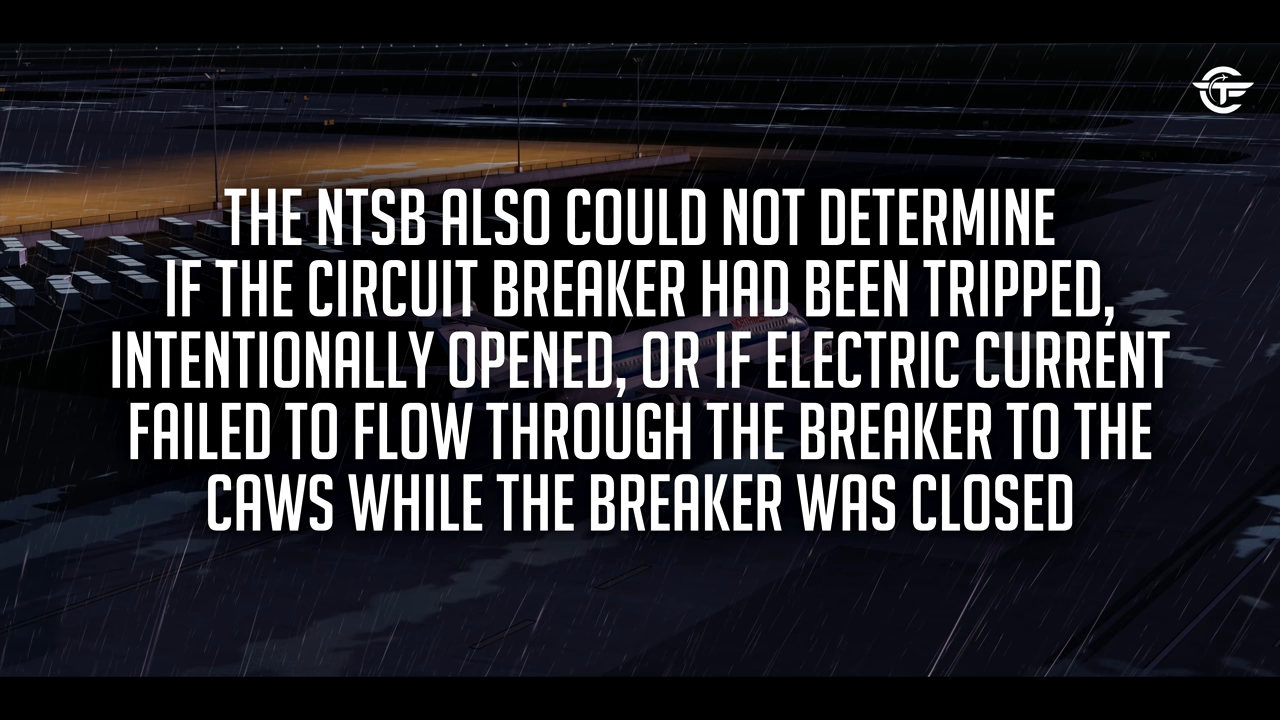 THE NTSB ALSO COULD NOT DETERMINE
IF THE CIRCUIT BREAKER HAD BEEN TRIPPED,
INTENTIONALLY OPENED, OR IF ELECTRIC CURRENT
FAILED TO FLOW THROUGH THE BREAKER TO THE
CAWS WHILE THE BREAKER WAS CLOSED